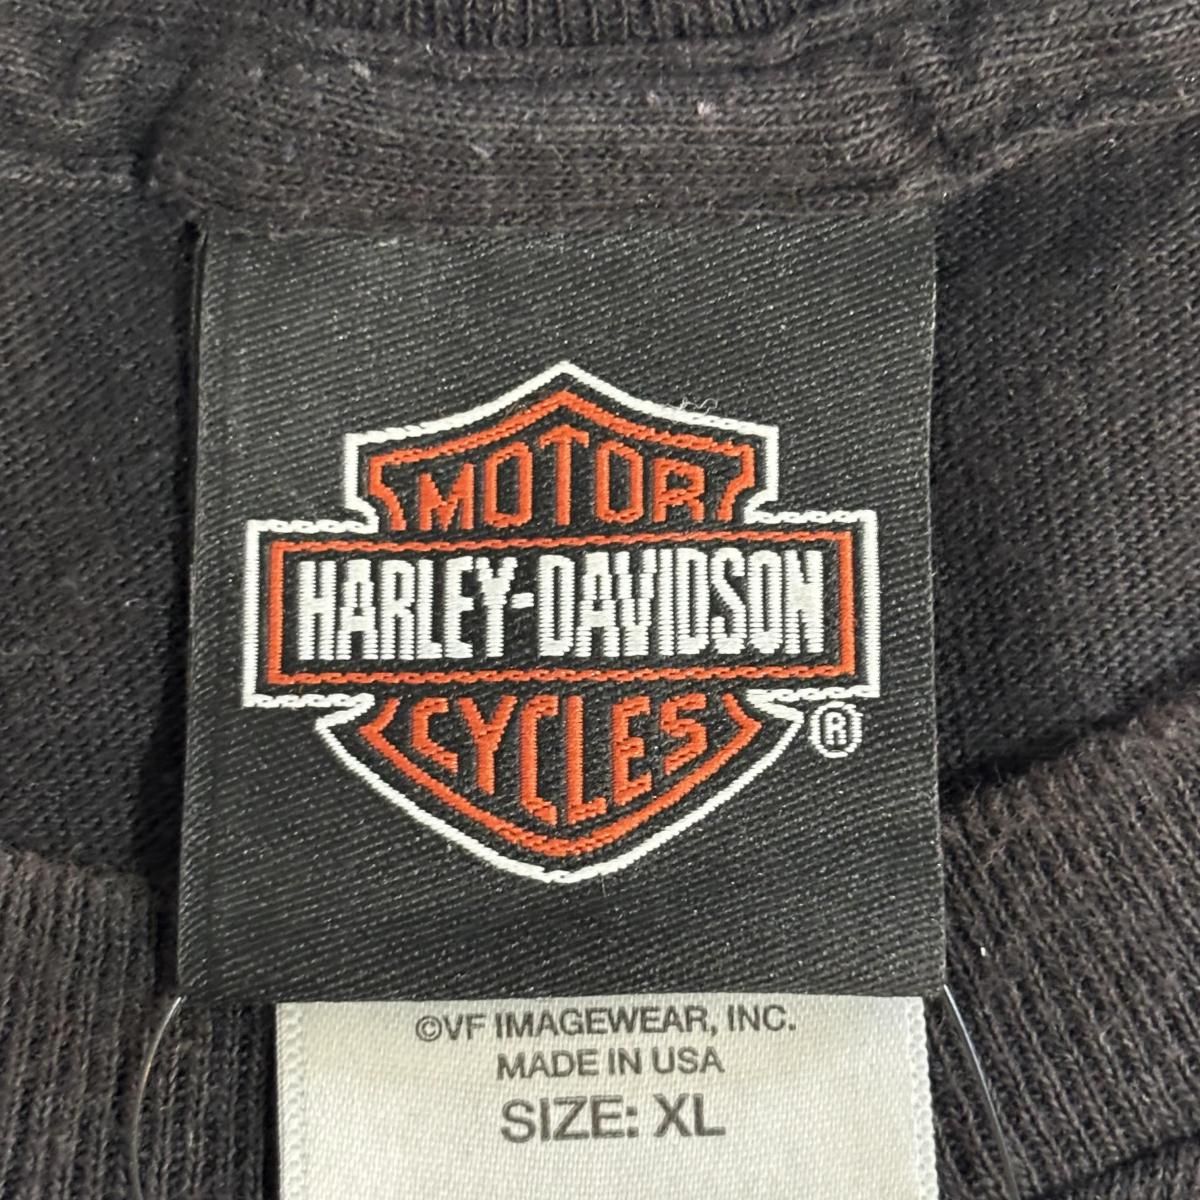 MOTOR
HARLEY-DAVIDSON
CYCLES
®
©VF IMAGEWEAR, INC.
MADE IN USA
SIZE: XL